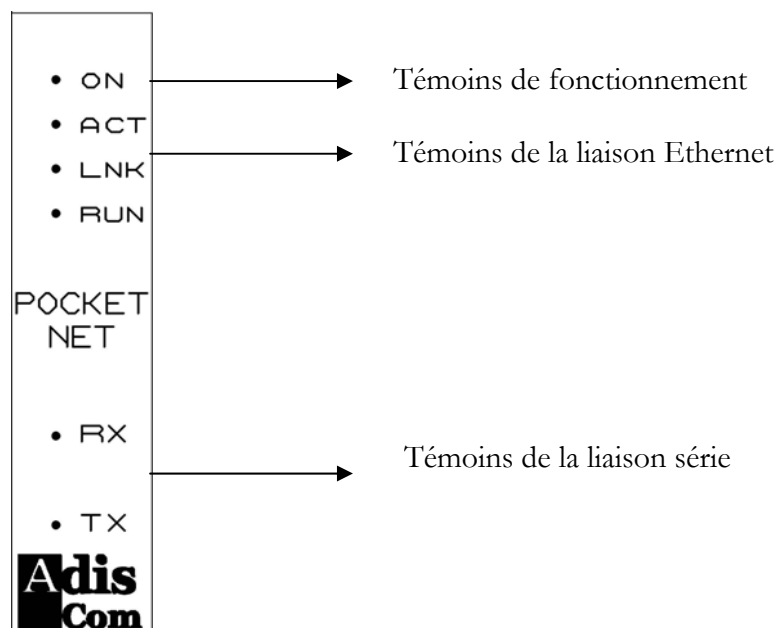 ON
Témoins de fonctionnement
ACT
Témoins de la liaison Ethernet
LNK
RUN
POCKET
NET
RX
Témoins de la liaison série
TX
Adis
Com